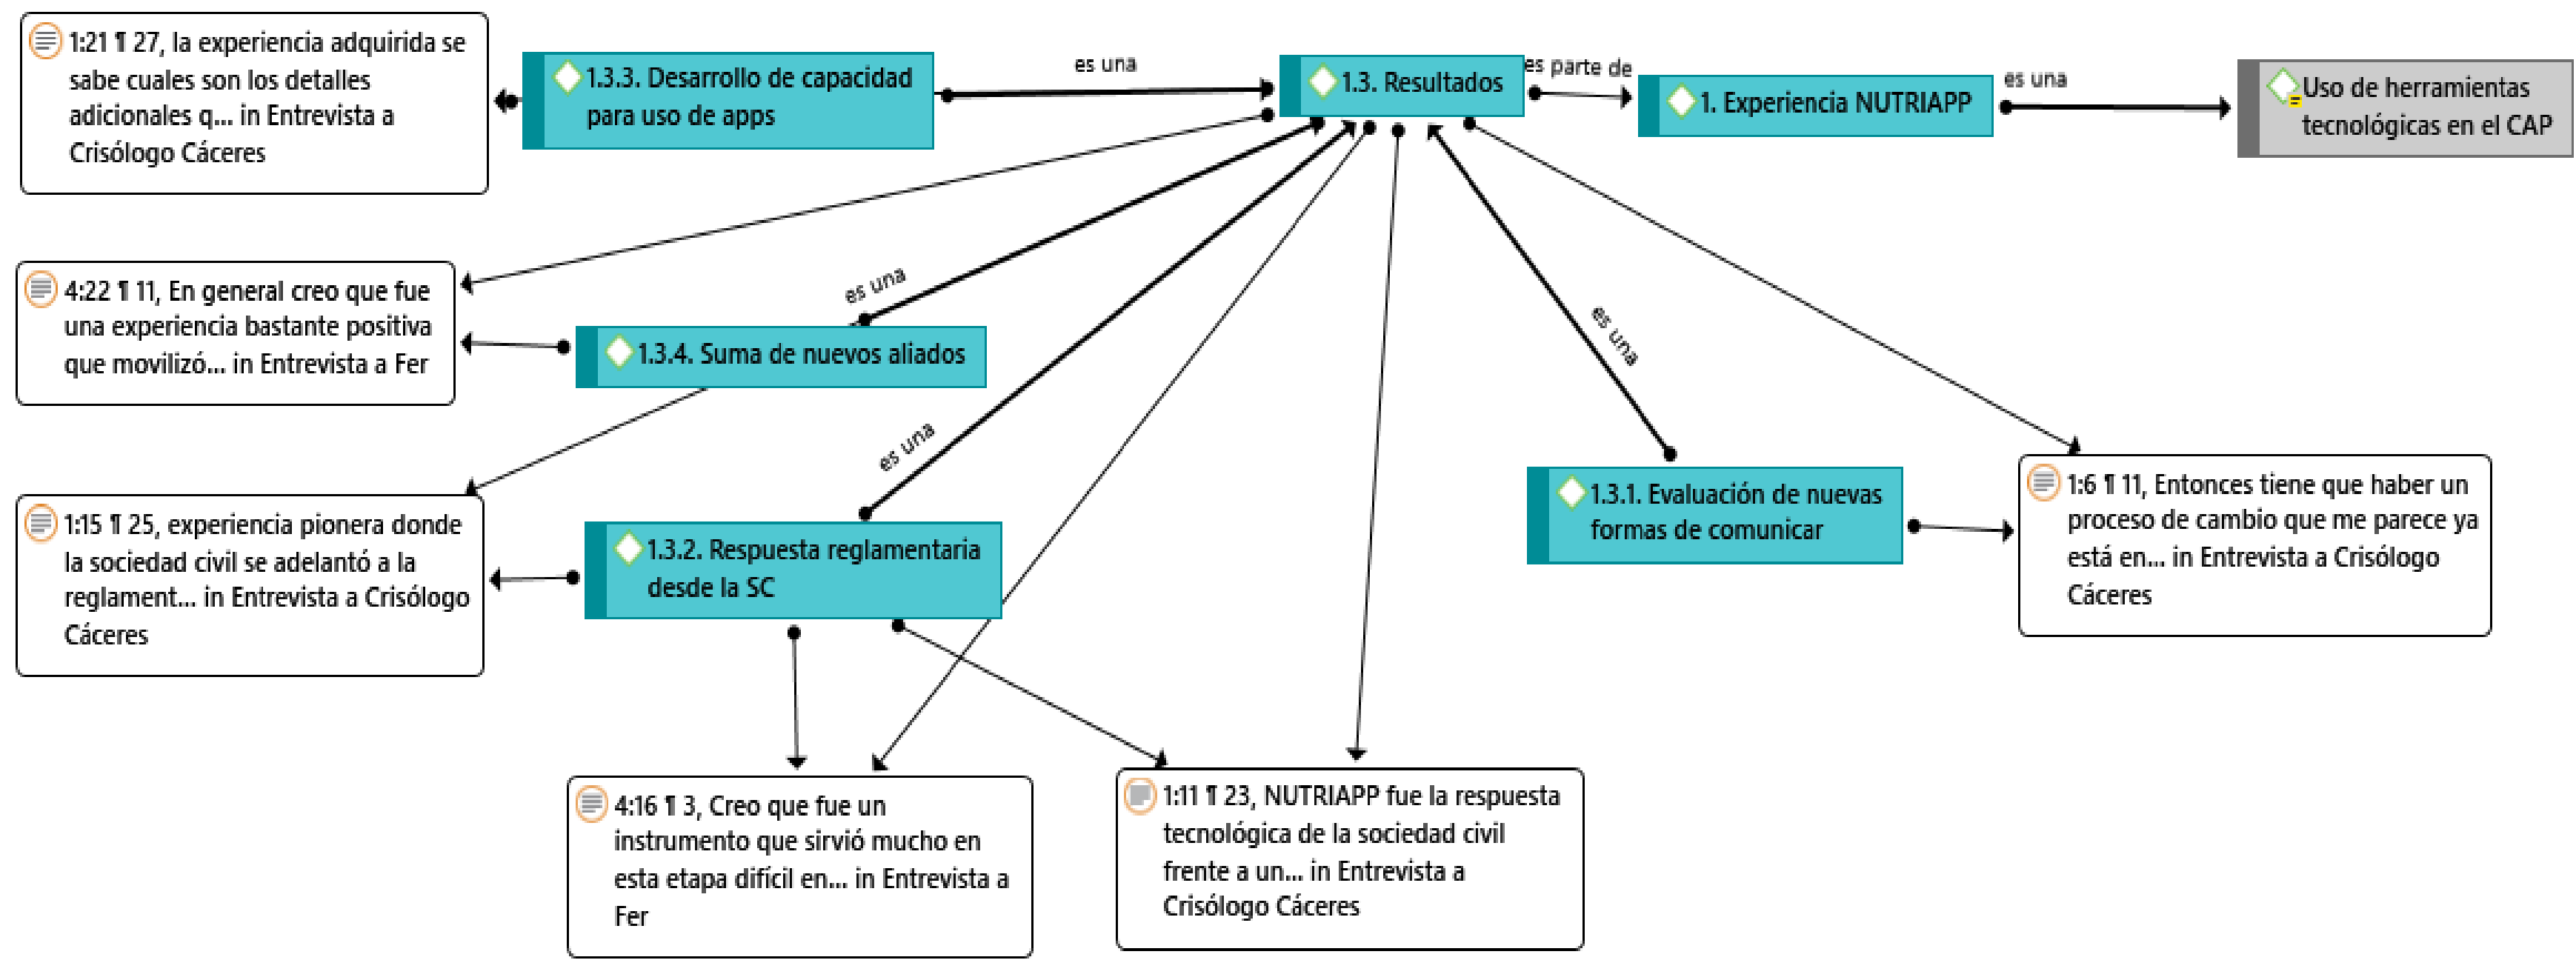 1:21 ¶ 27, la experiencia adquirida se
sabe cuales son los detalles
adicionales q... in Entrevista a
Crisólogo Cáceres
1.3.3. Desarrollo de capacidad
para uso de apps
es una
1.3. Resultados
es parte de
1. Experiencia NUTRIAPP
es una
Uso de herramientas
tecnológicas en el CAP
4:22 ¶ 11, En general creo que fue
una experiencia bastante positiva
que movilizó... in Entrevista a Fer
es una
1.3.4. Suma de nuevos aliados
es una
es una
1:15 ¶ 25, experiencia pionera donde
la sociedad civil se adelantó a la
reglament... in Entrevista a Crisólogo
Cáceres
1.3.2. Respuesta reglamentaria
desde la SC
1.3.1. Evaluación de nuevas
formas de comunicar
1:6 ¶ 11, Entonces tiene que haber un
proceso de cambio que me parece ya
está en... in Entrevista a Crisólogo
Cáceres
4:16 ¶ 3, Creo que fue un
instrumento que sirvió mucho en
esta etapa difícil en... in Entrevista a
Fer
1:11 ¶ 23, NUTRIAPP fue la respuesta
tecnológica de la sociedad civil
frente a un... in Entrevista a
Crisólogo Cáceres